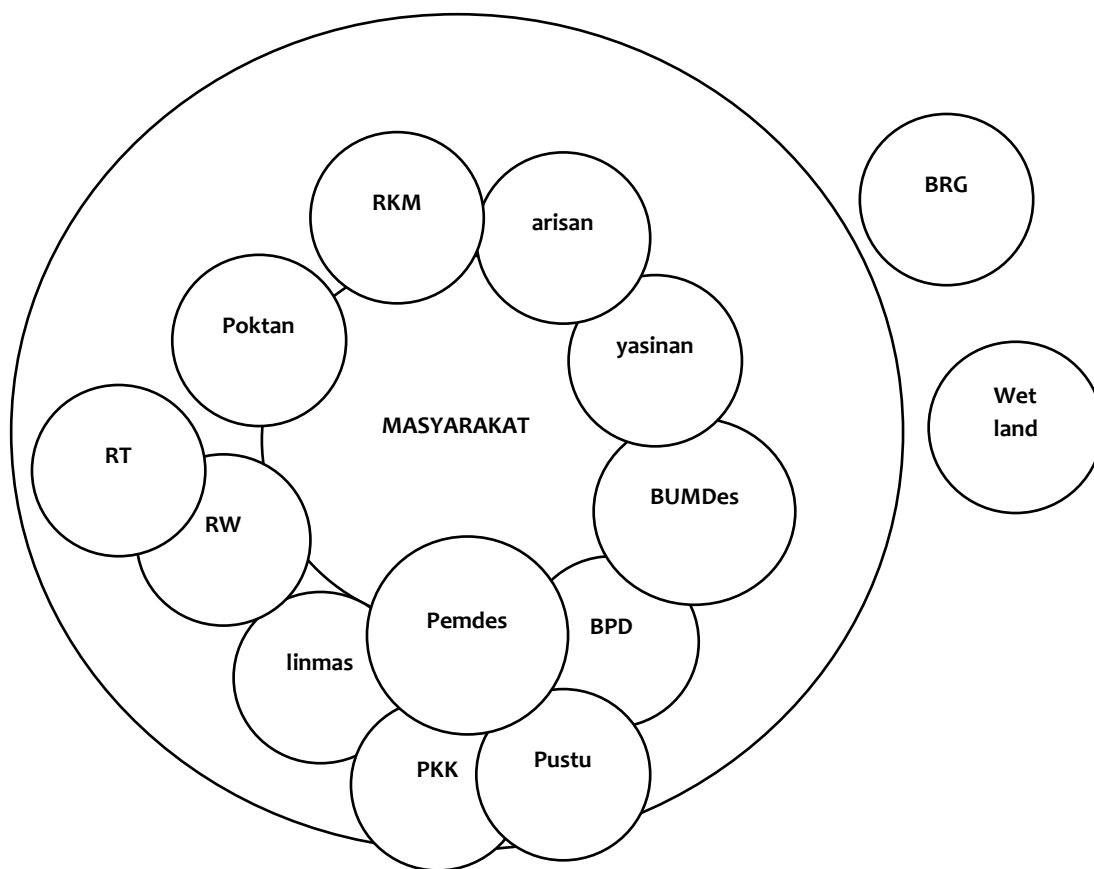 BRG
RKM
arisan
Poktan
yasinan
Wet
land
MASYARAKAT
RT
BUMDes
RW
Pemdes
BPD
linmas
PKK
Pustu